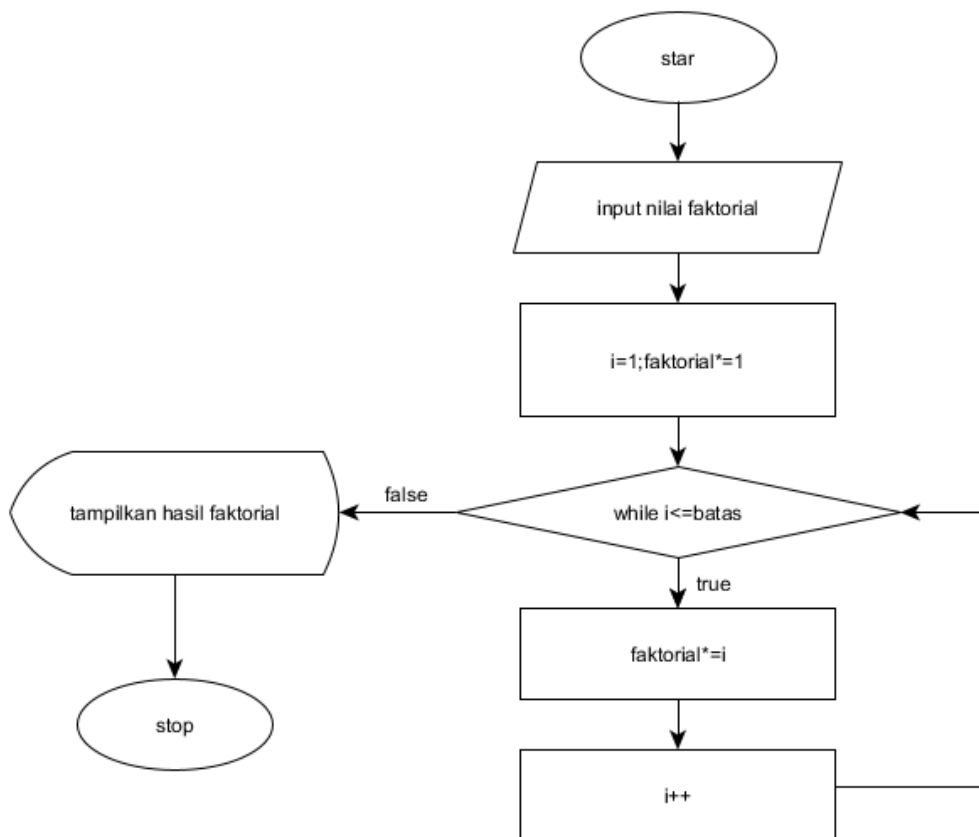 star
input nilai faktorial
i=1;faktorial*=1
while i<=batas
false
tampilkan hasil faktorial
true
faktorial*=i
stop
i++